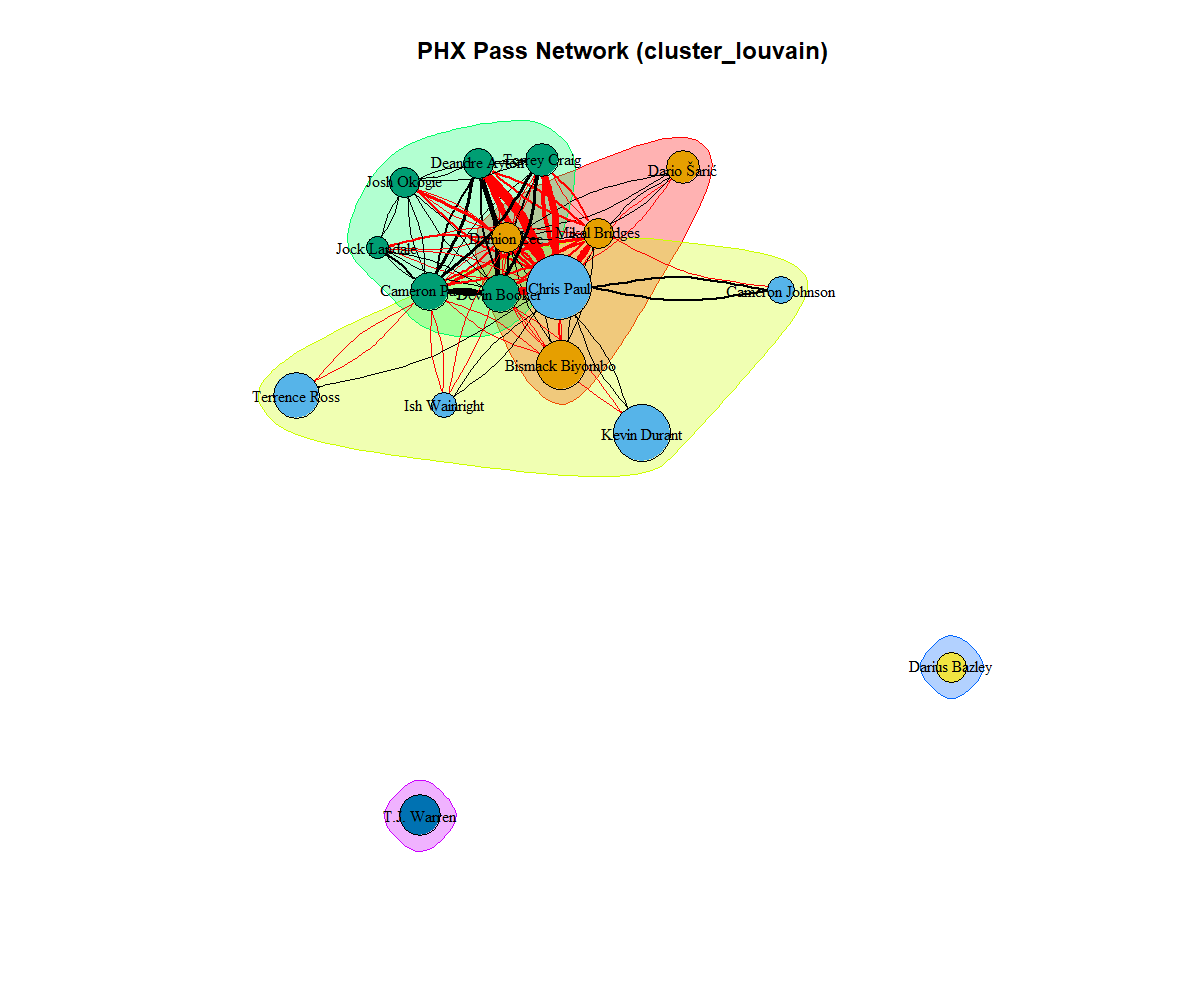 PHX Pass Network (cluster_louvain)
Deandre Ayton
Torrey Craig
Josh Okogie
Dario Šarić
Jock Landale
Damion Lee
Mikal Bridges
Cameron Payne
Devin Booker
Chris Paul
Cameron Johnson
Bismack Biyombo
Terrence Ross
Ish Wainright
Kevin Durant
Darius Bazley
T.J. Warren